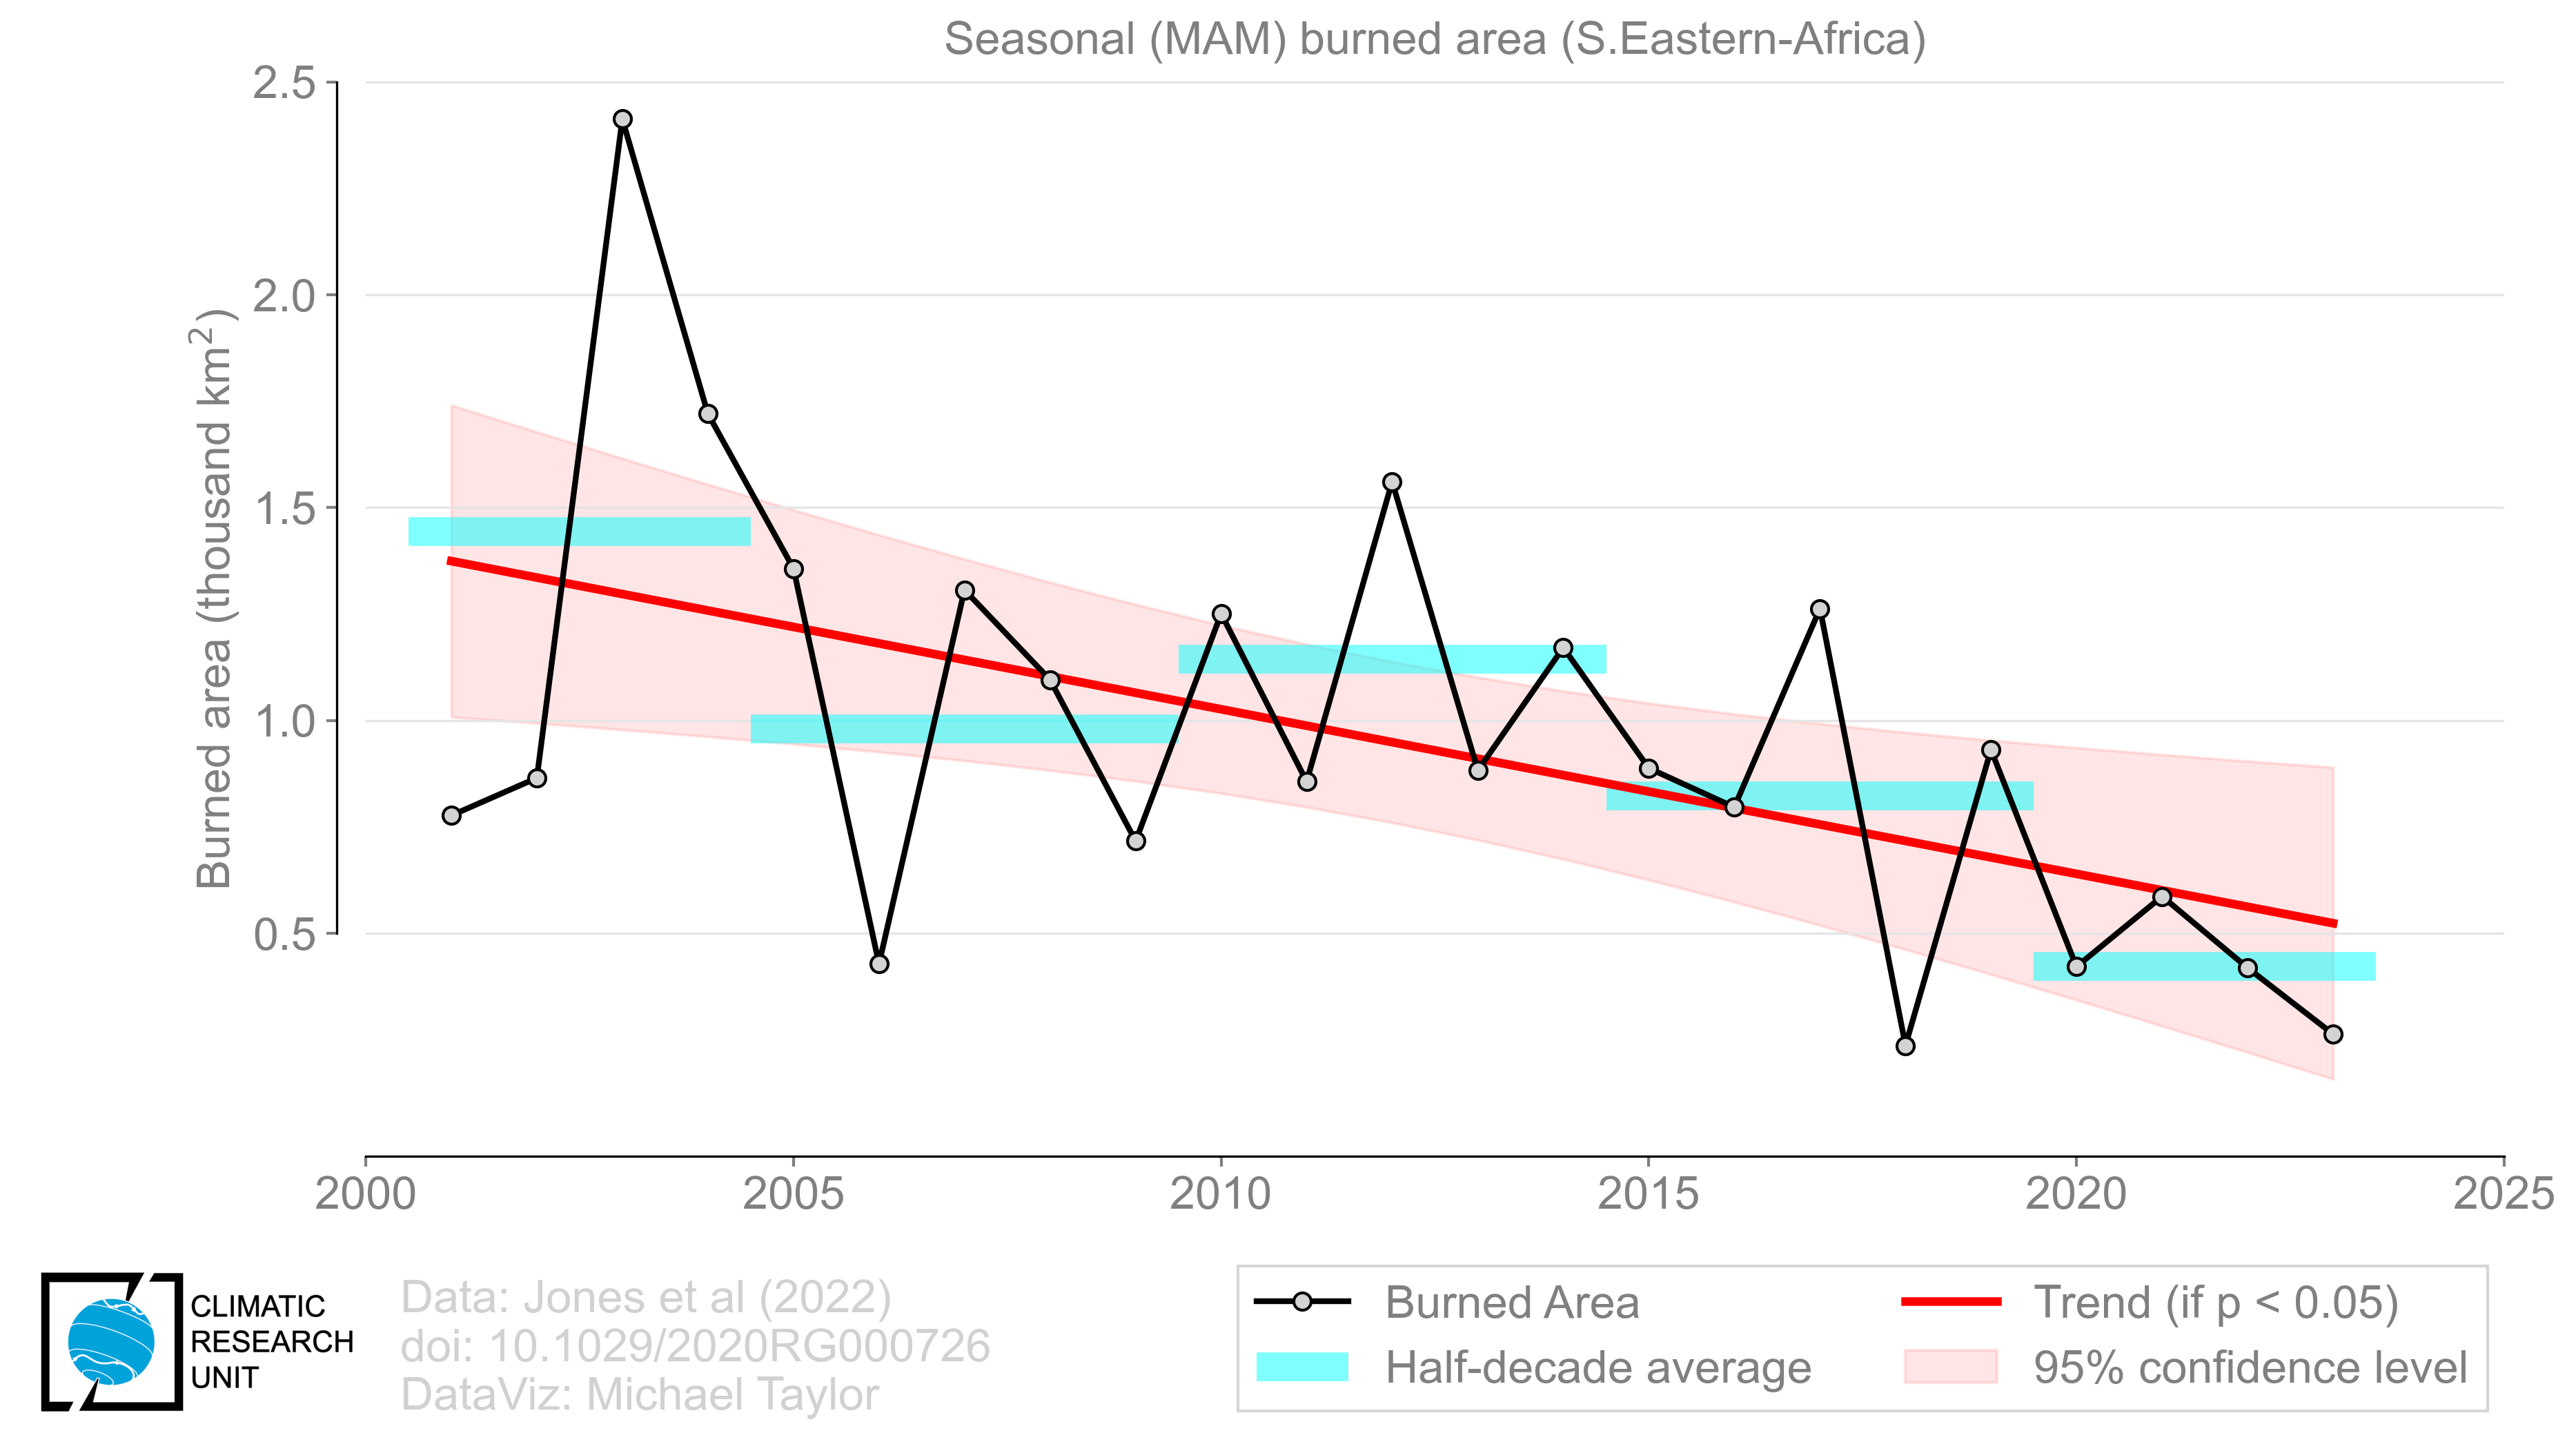 Seasonal (MAM) burned area (S.Eastern-Africa)
Burned area (thousand km²)
2.5
2.0
1.5
1.0
0.5
2000 2005 2010 2015 2020 2025
CLIMATIC
RESEARCH
UNIT
Data: Jones et al (2022)
doi: 10.1029/2020RG000726
DataViz: Michael Taylor
Burned Area
Half-decade average
Trend (if p < 0.05)
95% confidence level